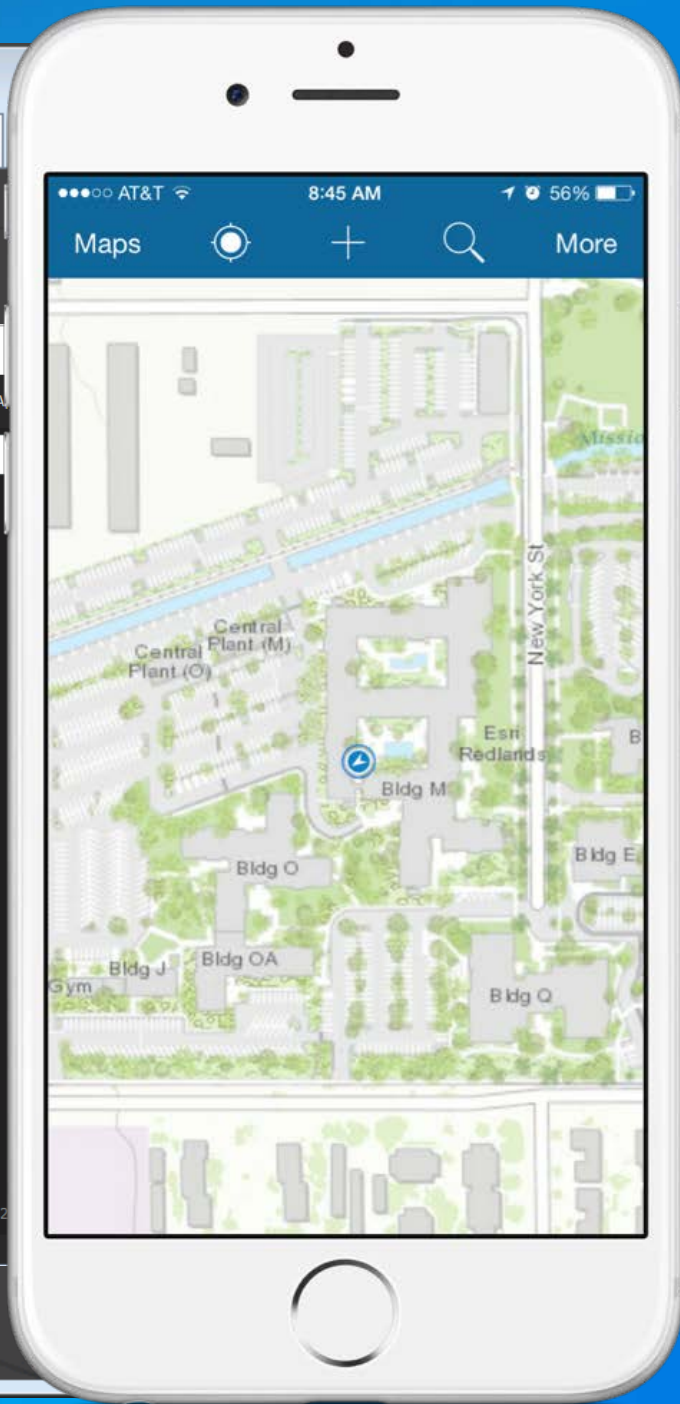 AT&T 8:45 AM 56%
Maps More
New York St
Central
Plant (M)
Central
Plant (O)
Esri
Redlands
Bldg M
Bldg O
Bldg E
Bldg OA
Bldg J
Gym
Bldg Q